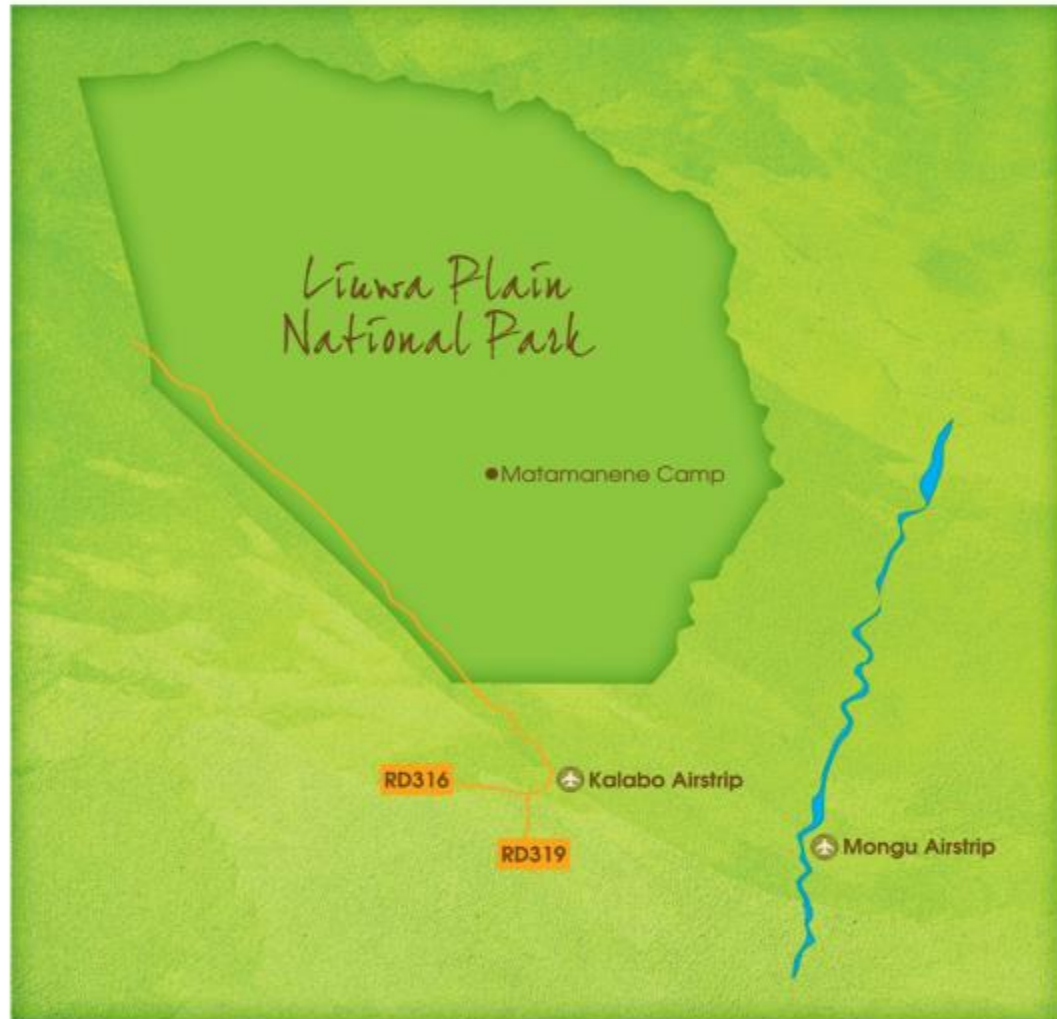 Liuwa Plain
National Park
Matamanene Camp
RD316
Kalabo Airstrip
RD319
Mongu Airstrip